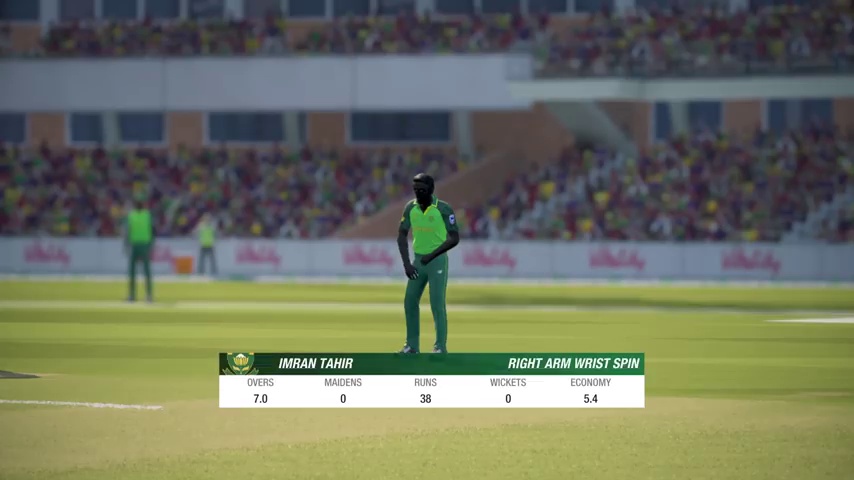 IMRAN TAHIR RIGHT ARM WRIST SPIN
OVERS MAIDENS RUNS WICKETS ECONOMY
7.0 0 38 0 5.4